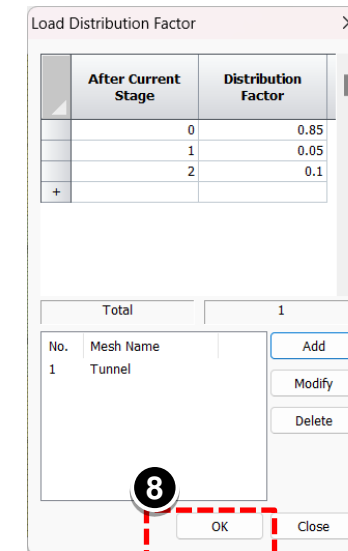 Load Distribution Factor
After Current Stage Distribution Factor
0 0.85
1 0.05
2 0.1
+
Total 1
No. Mesh Name Add
1 Tunnel
Modify
Delete
8
OK Close